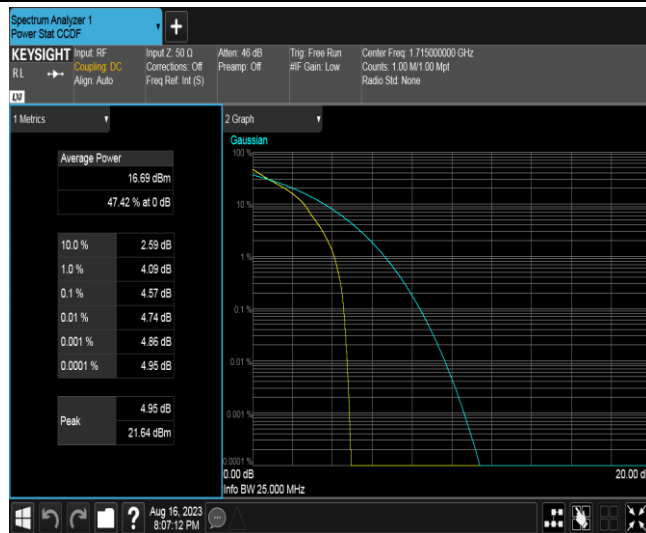 Spectrum Analyzer 1
Power Stat CCDF
+
KEYSIGHT
RL
LXI
Input: RF
Coupling: DC
Align: Auto
Input Z: 50 Ω
Corrections: Off
Freq Ref: Int (S)
Atten: 46 dB
Preamp: Off
Trig: Free Run
#IF Gain: Low
Center Freq: 1.715000000 GHz
Counts: 1.00 M/1.00 Mpt
Radio Std: None
1 Metrics
Average Power
16.69 dBm
47.42 % at 0 dB
10.0 % 2.59 dB
1.0 % 4.09 dB
0.1 % 4.57 dB
0.01 % 4.74 dB
0.001 % 4.86 dB
0.0001 % 4.95 dB
Peak 4.95 dB
21.64 dBm
2 Graph
Gaussian
100 %
10 %
1 %
0.1 %
0.01 %
0.001 %
0.0001 %
0.00 dB 20.00 d
Info BW 25.000 MHz
? Aug 16, 2023
8:07:12 PM